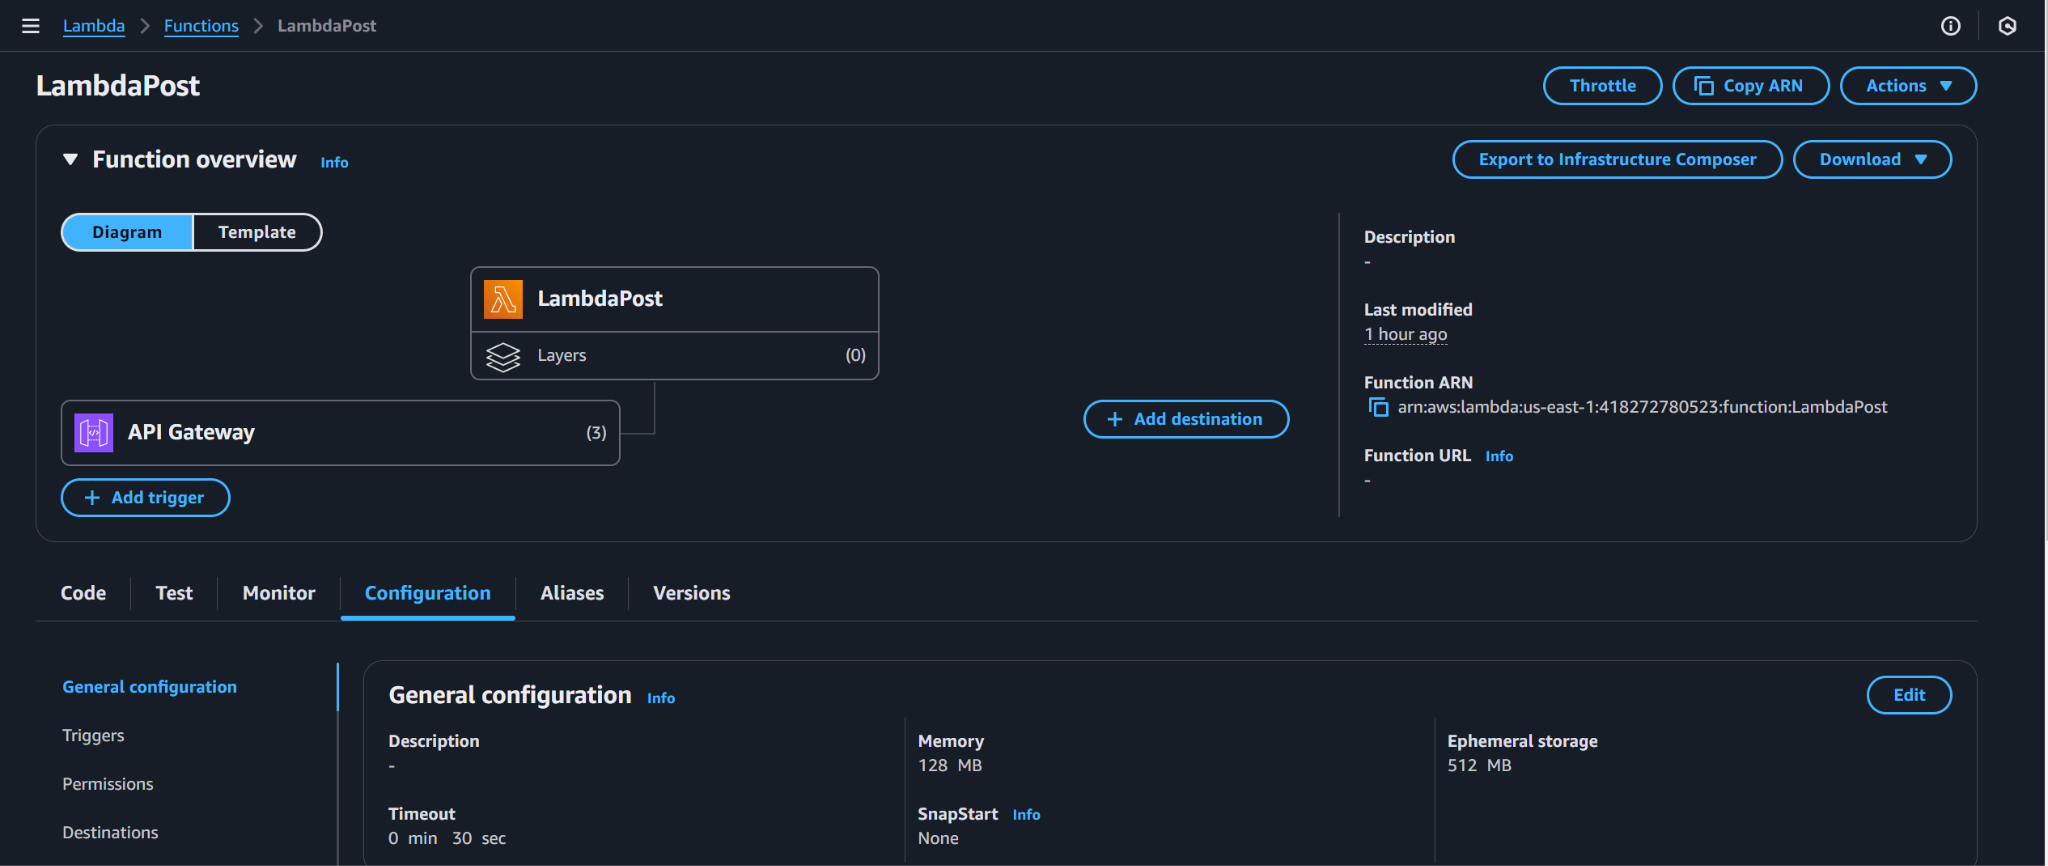 Lambda > Functions > LambdaPost
LambdaPost
Throttle
Copy ARN
Actions
Function overview Info
Export to Infrastructure Composer
Download
Diagram
Template
LambdaPost
Layers (0)
API Gateway (3)
+ Add trigger
+ Add destination
Description
-
Last modified
1 hour ago
Function ARN
arn:aws:lambda:us-east-1:418272780523:function:LambdaPost
Function URL Info
-
Code
Test
Monitor
Configuration
Aliases
Versions
General configuration
Triggers
Permissions
Destinations
General configuration Info
Edit
Description
-
Memory
128 MB
Ephemeral storage
512 MB
Timeout
0 min 30 sec
SnapStart Info
None